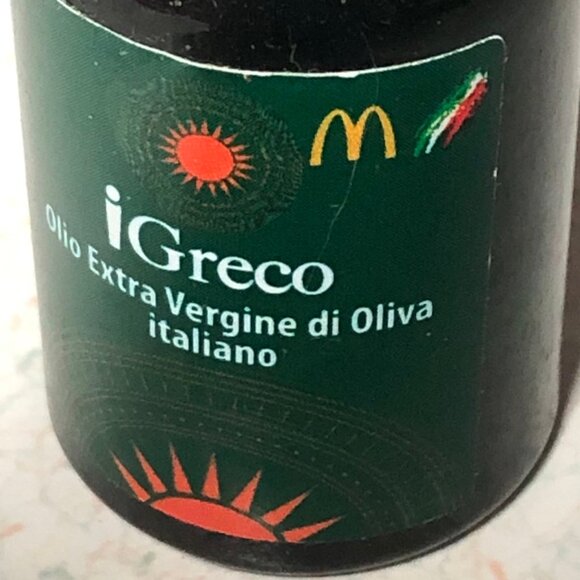 M
iGreco
Olio Extra Vergine di Oliva
italiano